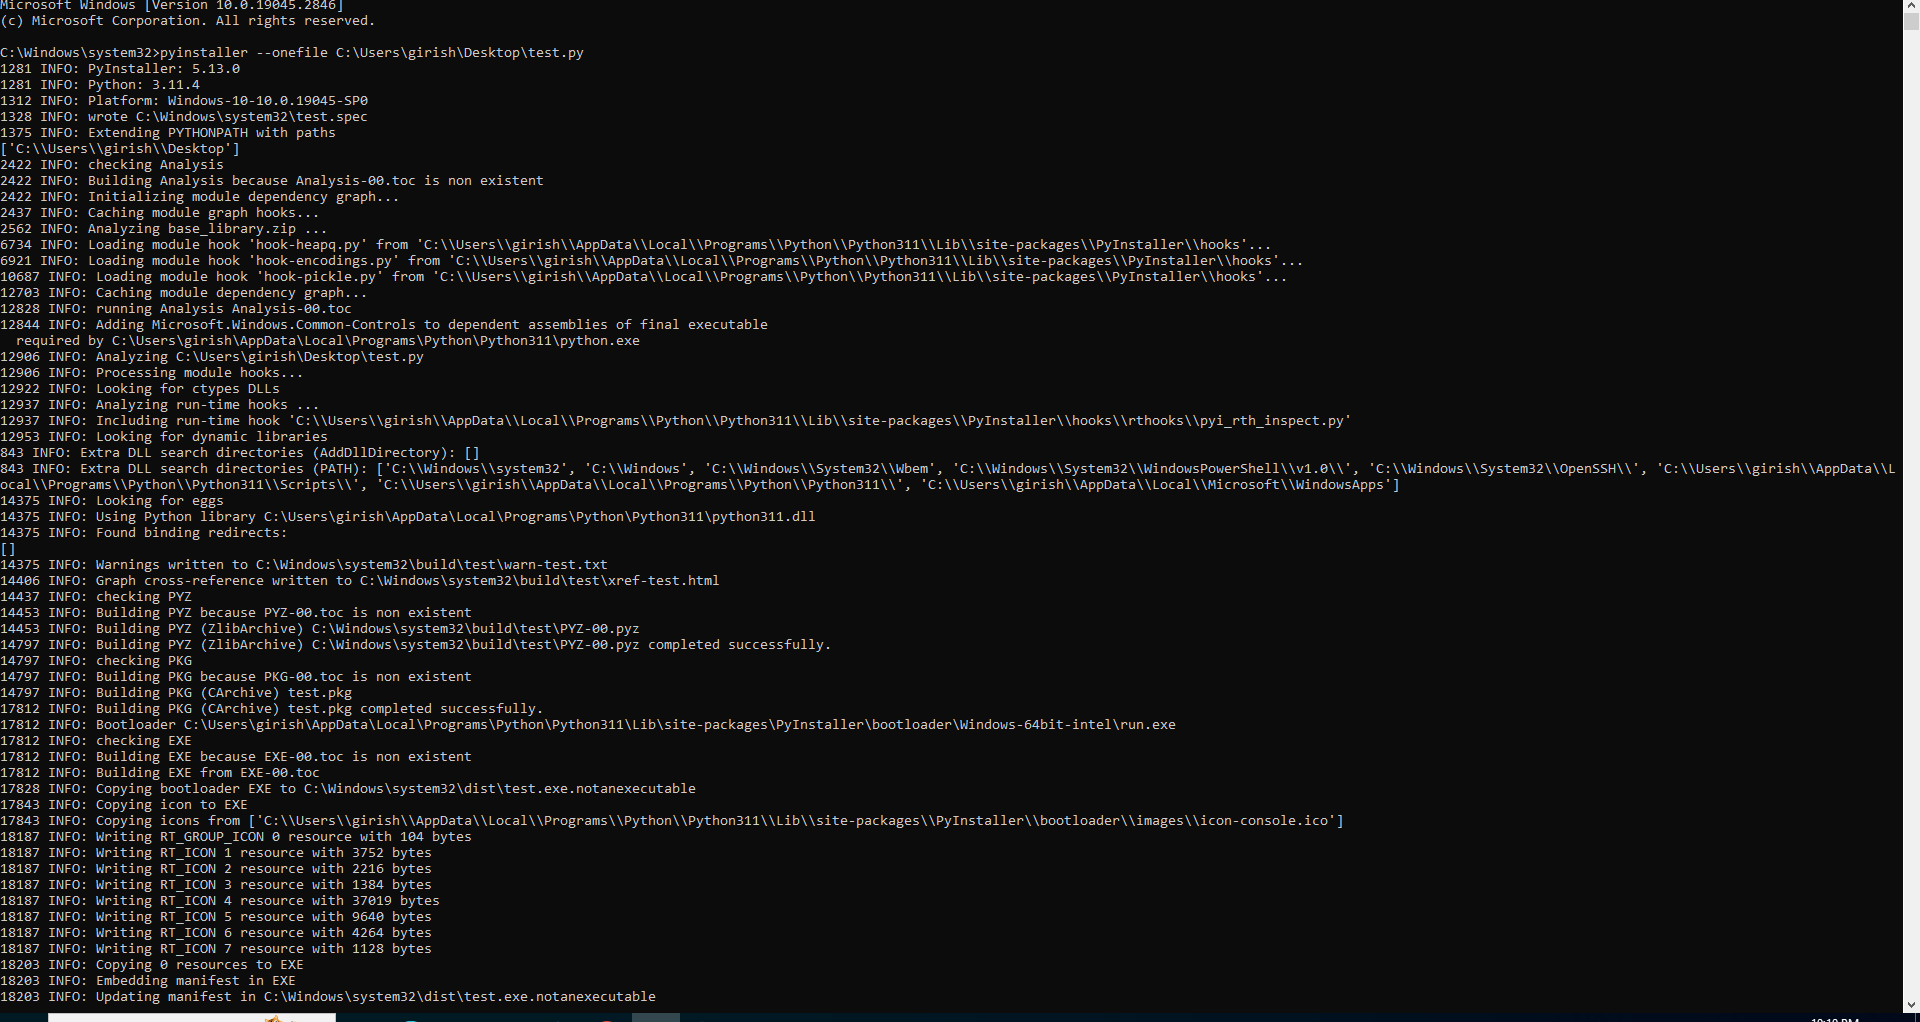 Microsoft Windows [Version 10.0.19045.2846]
(c) Microsoft Corporation. All rights reserved.
C:\Windows\system32>pyinstaller --onefile C:\Users\girish\Desktop\test.py
1281 INFO: PyInstaller: 5.13.0
1281 INFO: Python: 3.11.4
1312 INFO: Platform: Windows-10-10.0.19045-SP0
1328 INFO: wrote C:\Windows\system32\test.spec
1375 INFO: Extending PYTHONPATH with paths
['C:\\Users\\girish\\Desktop']
2422 INFO: checking Analysis
2422 INFO: Building Analysis because Analysis-00.toc is non existent
2422 INFO: Initializing module dependency graph...
2437 INFO: Caching module graph hooks...
2562 INFO: Analyzing base_library.zip ...
6734 INFO: Loading module hook 'hook-heapq.py' from 'C:\\Users\\girish\\AppData\\Local\\Programs\\Python\\Python311\\Lib\\site-packages\\PyInstaller\\hooks'...
6921 INFO: Loading module hook 'hook-encodings.py' from 'C:\\Users\\girish\\AppData\\Local\\Programs\\Python\\Python311\\Lib\\site-packages\\PyInstaller\\hooks'...
10687 INFO: Loading module hook 'hook-pickle.py' from 'C:\\Users\\girish\\AppData\\Local\\Programs\\Python\\Python311\\Lib\\site-packages\\PyInstaller\\hooks'...
12703 INFO: Caching module dependency graph...
12828 INFO: running Analysis Analysis-00.toc
12844 INFO: Adding Microsoft.Windows.Common-Controls to dependent assemblies of final executable
  required by C:\Users\girish\AppData\Local\Programs\Python\Python311\python.exe
12906 INFO: Analyzing C:\Users\girish\Desktop\test.py
12906 INFO: Processing module hooks...
12922 INFO: Looking for ctypes DLLs
12937 INFO: Analyzing run-time hooks ...
12937 INFO: Including run-time hook 'C:\\Users\\girish\\AppData\\Local\\Programs\\Python\\Python311\\Lib\\site-packages\\PyInstaller\\hooks\\rthooks\\pyi_rth_inspect.py'
12953 INFO: Looking for dynamic libraries
843 INFO: Extra DLL search directories (AddDllDirectory): []
843 INFO: Extra DLL search directories (PATH): ['C:\\Windows\\system32', 'C:\\Windows', 'C:\\Windows\\System32\\Wbem', 'C:\\Windows\\System32\\WindowsPowerShell\\v1.0\\', 'C:\\Windows\\System32\\OpenSSH\\', 'C:\\Users\\girish\\AppData\\L
ocal\\Programs\\Python\\Python311\\Scripts\\', 'C:\\Users\\girish\\AppData\\Local\\Programs\\Python\\Python311\\', 'C:\\Users\\girish\\AppData\\Local\\Microsoft\\WindowsApps']
14375 INFO: Looking for eggs
14375 INFO: Using Python library C:\Users\girish\AppData\Local\Programs\Python\Python311\python311.dll
14375 INFO: Found binding redirects:
[]
14375 INFO: Warnings written to C:\Windows\system32\build\test\warn-test.txt
14406 INFO: Graph cross-reference written to C:\Windows\system32\build\test\xref-test.html
14437 INFO: checking PYZ
14453 INFO: Building PYZ because PYZ-00.toc is non existent
14453 INFO: Building PYZ (ZlibArchive) C:\Windows\system32\build\test\PYZ-00.pyz
14797 INFO: Building PYZ (ZlibArchive) C:\Windows\system32\build\test\PYZ-00.pyz completed successfully.
14797 INFO: checking PKG
14797 INFO: Building PKG because PKG-00.toc is non existent
14797 INFO: Building PKG (CArchive) test.pkg
17812 INFO: Building PKG (CArchive) test.pkg completed successfully.
17812 INFO: Bootloader C:\Users\girish\AppData\Local\Programs\Python\Python311\Lib\site-packages\PyInstaller\bootloader\Windows-64bit-intel\run.exe
17812 INFO: checking EXE
17812 INFO: Building EXE because EXE-00.toc is non existent
17812 INFO: Building EXE from EXE-00.toc
17828 INFO: Copying bootloader EXE to C:\Windows\system32\dist\test.exe.notanexecutable
17843 INFO: Copying icon to EXE
17843 INFO: Copying icons from ['C:\\Users\\girish\\AppData\\Local\\Programs\\Python\\Python311\\Lib\\site-packages\\PyInstaller\\bootloader\\images\\icon-console.ico']
18187 INFO: Writing RT_GROUP_ICON 0 resource with 104 bytes
18187 INFO: Writing RT_ICON 1 resource with 3752 bytes
18187 INFO: Writing RT_ICON 2 resource with 2216 bytes
18187 INFO: Writing RT_ICON 3 resource with 1384 bytes
18187 INFO: Writing RT_ICON 4 resource with 37019 bytes
18187 INFO: Writing RT_ICON 5 resource with 9640 bytes
18187 INFO: Writing RT_ICON 6 resource with 4264 bytes
18187 INFO: Writing RT_ICON 7 resource with 1128 bytes
18203 INFO: Copying 0 resources to EXE
18203 INFO: Embedding manifest in EXE
18203 INFO: Updating manifest in C:\Windows\system32\dist\test.exe.notanexecutable